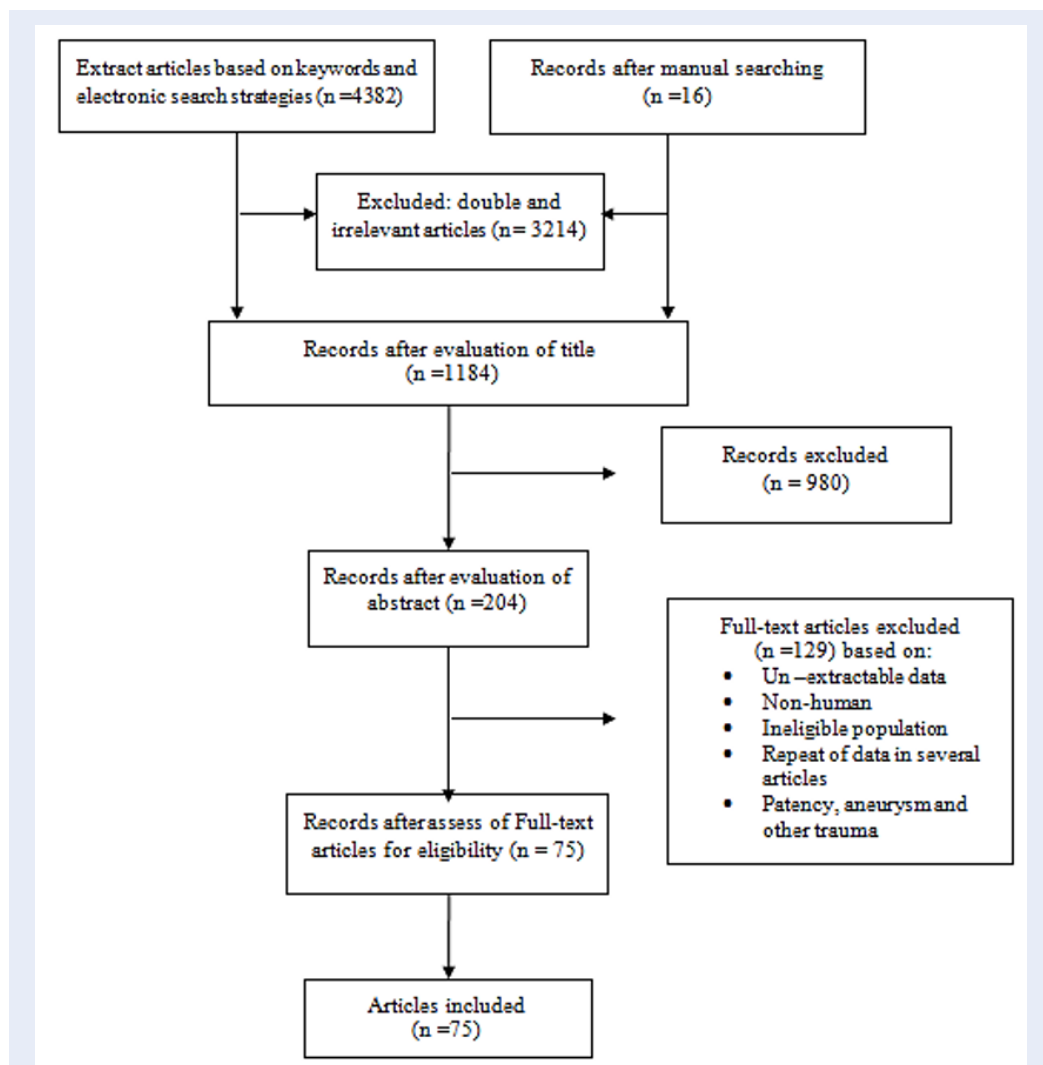 Extract articles based on keywords and
electronic search strategies (n =4382)
Records after manual searching
(n =16)
Excluded: double and
irrelevant articles (n= 3214)
Records after evaluation of title
(n =1184)
Records excluded
(n = 980)
Records after evaluation of
abstract (n =204)
Full-text articles excluded
(n =129) based on:
• Un –extractable data
• Non-human
• Ineligible population
• Repeat of data in several
articles
• Patency, aneurysm and
other trauma
Records after assess of Full-text
articles for eligibility (n = 75)
Articles included
(n =75)